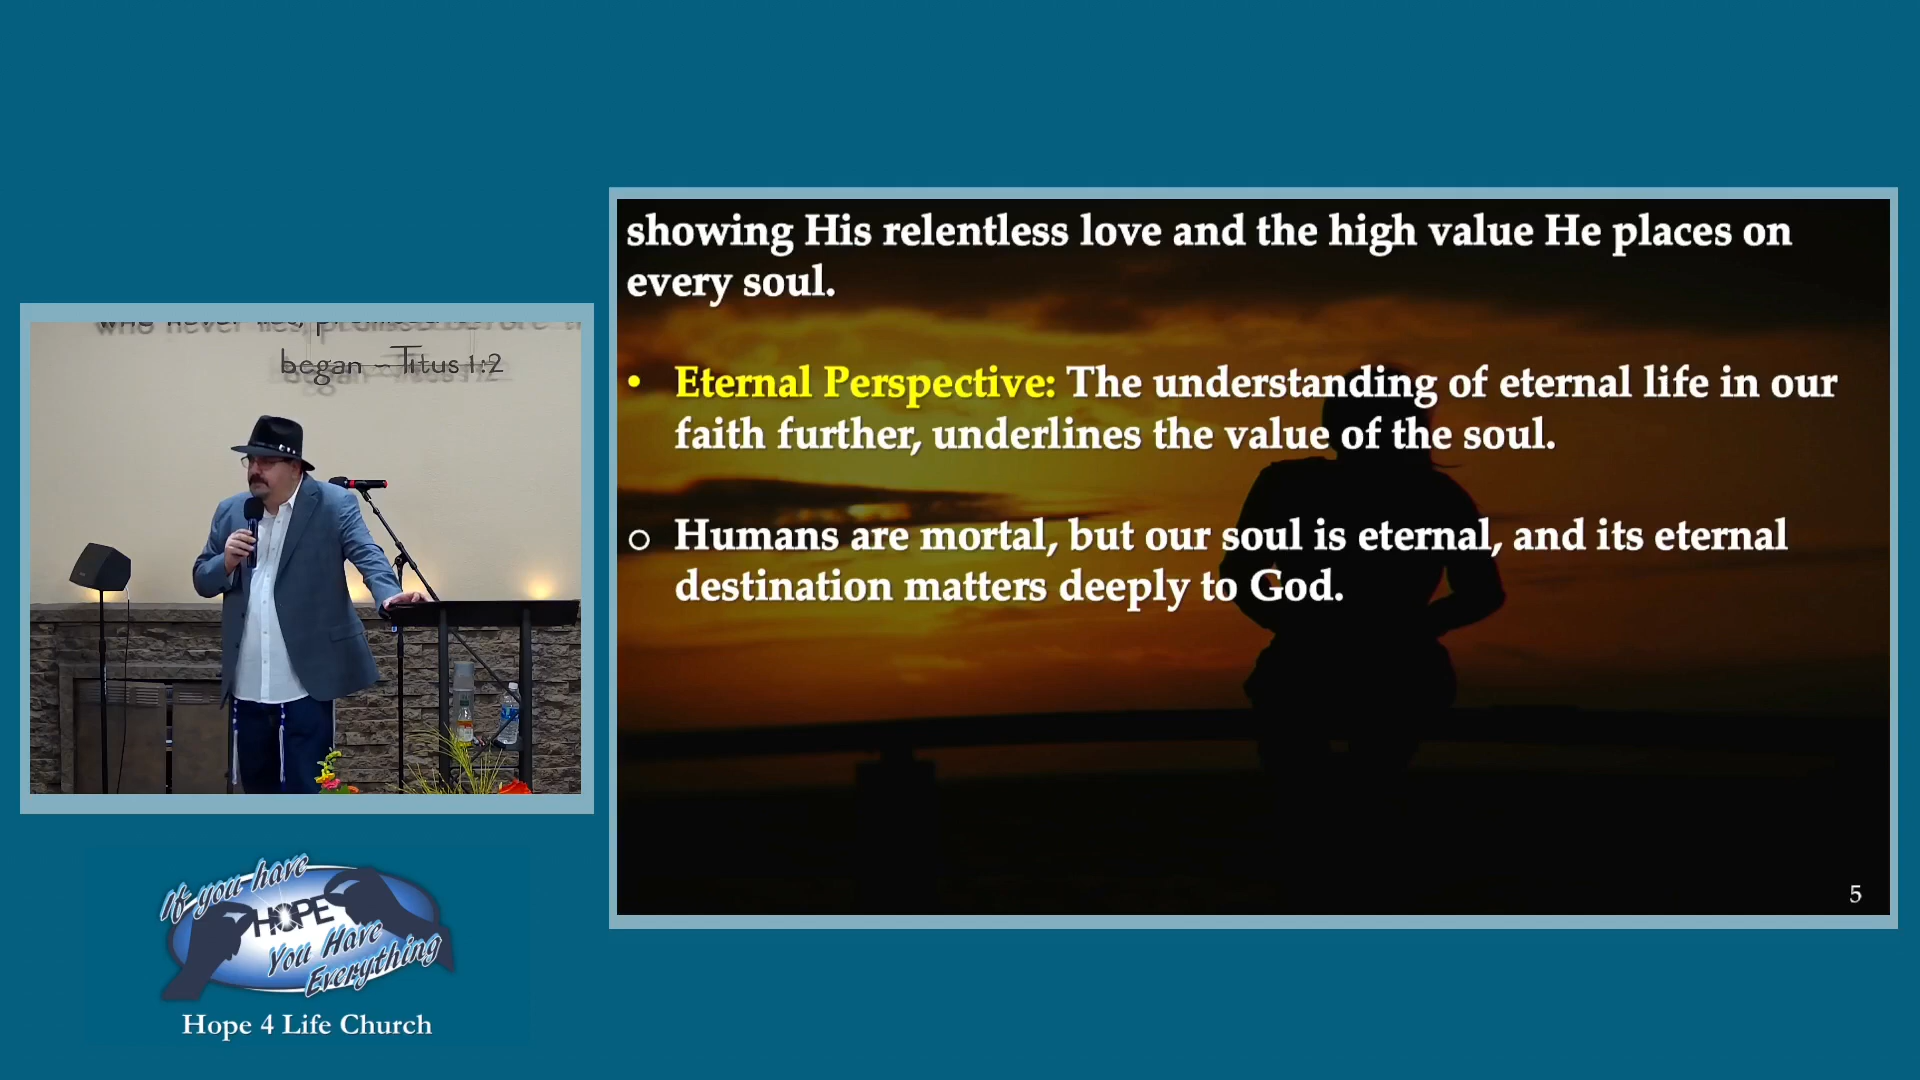 showing His relentless love and the high value He places on
every soul.
• Eternal Perspective: The understanding of eternal life in our
faith further, underlines the value of the soul.
o Humans are mortal, but our soul is eternal, and its eternal
destination matters deeply to God.
5
who never lies,
began ~ Titus 1:2
If you have
HOPE
You Have
Everything
Hope 4 Life Church